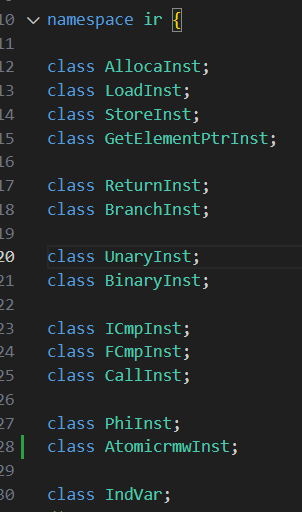 10 namespace ir {
11
12 class AllocaInst;
13 class LoadInst;
14 class StoreInst;
15 class GetElementPtrInst;
16
17 class ReturnInst;
18 class BranchInst;
19
20 class UnaryInst;
21 class BinaryInst;
22
23 class ICmpInst;
24 class FCmpInst;
25 class CallInst;
26
27 class PhiInst;
28 class AtomicrmwInst;
29
30 class IndVar;